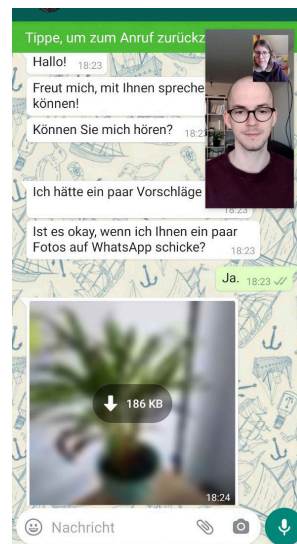 Tippe, um zum Anruf zurückz
Hallo! 18:23
Freut mich, mit Ihnen spreche
können!
Können Sie mich hören? 18:2
Ich hätte ein paar Vorschläge
18:23
Ist es okay, wenn ich Ihnen ein paar
Fotos auf WhatsApp schicke? 18:23
Ja. 18:23
186 KB
18:24
Nachricht